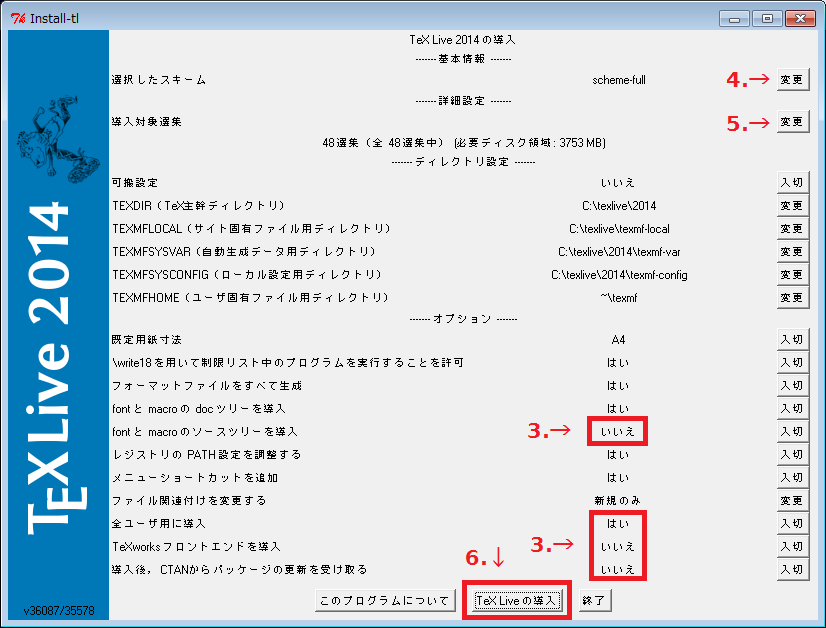 Install-tl
TeX Live 2014 の導入
------- 基本情報 -------
選択したスキーム scheme-full 4.→ 変更
------- 詳細設定 -------
導入対象選集 5.→ 変更
48選集（全 48選集中） (必要ディスク領域: 3753 MB)
------- ディレクトリ設定 -------
可搬設定 いいえ 入切
TEXDIR（TeX主幹ディレクトリ） C:\texlive\2014 変更
TEXMFLOCAL（サイト固有ファイル用ディレクトリ） C:\texlive\texmf-local 変更
TEXMFSYSVAR（自動生成データ用ディレクトリ） C:\texlive\2014\texmf-var 変更
TEXMFSYSCONFIG（ローカル設定用ディレクトリ） C:\texlive\2014\texmf-config 変更
TEXMFHOME（ユーザ固有ファイル用ディレクトリ） ~\texmf 変更
------- オプション -------
既定用紙寸法 A4 入切
\write18 を用いて制限リスト中のプログラムを実行することを許可 はい 入切
フォーマットファイルをすべて生成 はい 入切
font と macro の doc ツリーを導入 はい 入切
font と macro のソースツリーを導入 3.→ いいえ 入切
レジストリの PATH 設定を調整する はい 入切
メニューショートカットを追加 はい 入切
ファイル関連付けを変更する 新規のみ 変更
全ユーザ用に導入 はい 入切
TeXworks フロントエンドを導入 3.→ いいえ 入切
導入後，CTANからパッケージの更新を受け取る いいえ 入切
6.↓
このプログラムについて TeX Live の導入 終了
TEX Live 2014
v36087/35578